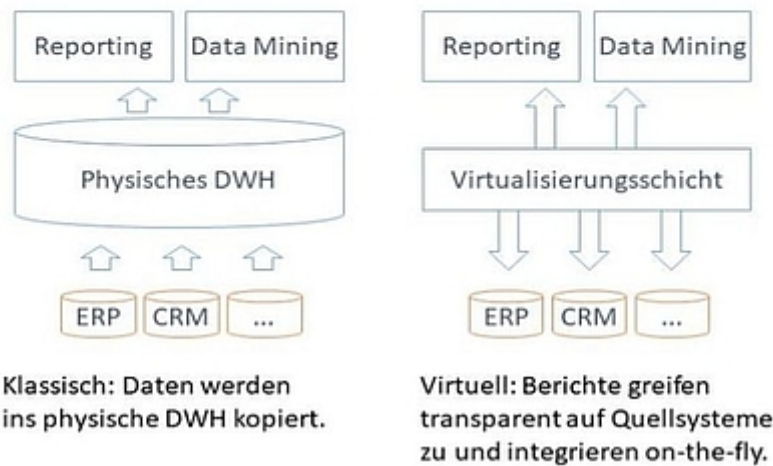 Reporting
Data Mining
Physisches DWH
ERP
CRM
...
Klassisch: Daten werden
ins physische DWH kopiert.
Reporting
Data Mining
Virtualisierungsschicht
ERP
CRM
...
Virtuell: Berichte greifen
transparent auf Quellsysteme
zu und integrieren on-the-fly.